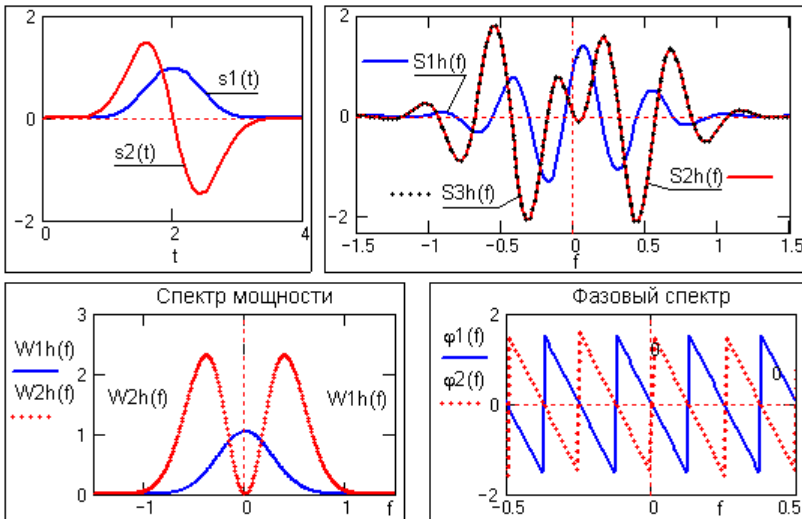 2
0
−2
s1(t)
s2(t)
0
2
4
t
2
0
−2
S1h(f)
S3h(f)
S2h(f)
−1.5
−1
−0.5
0
0.5
1
1.5
f
Спектр мощности
W1h(f)
W2h(f)
3
2
1
0
W2h(f)
W1h(f)
−1
0
1
f
Фазовый спектр
φ1(f)
φ2(f)
2
0
−2
0
0
−0.5
0
f
0.5